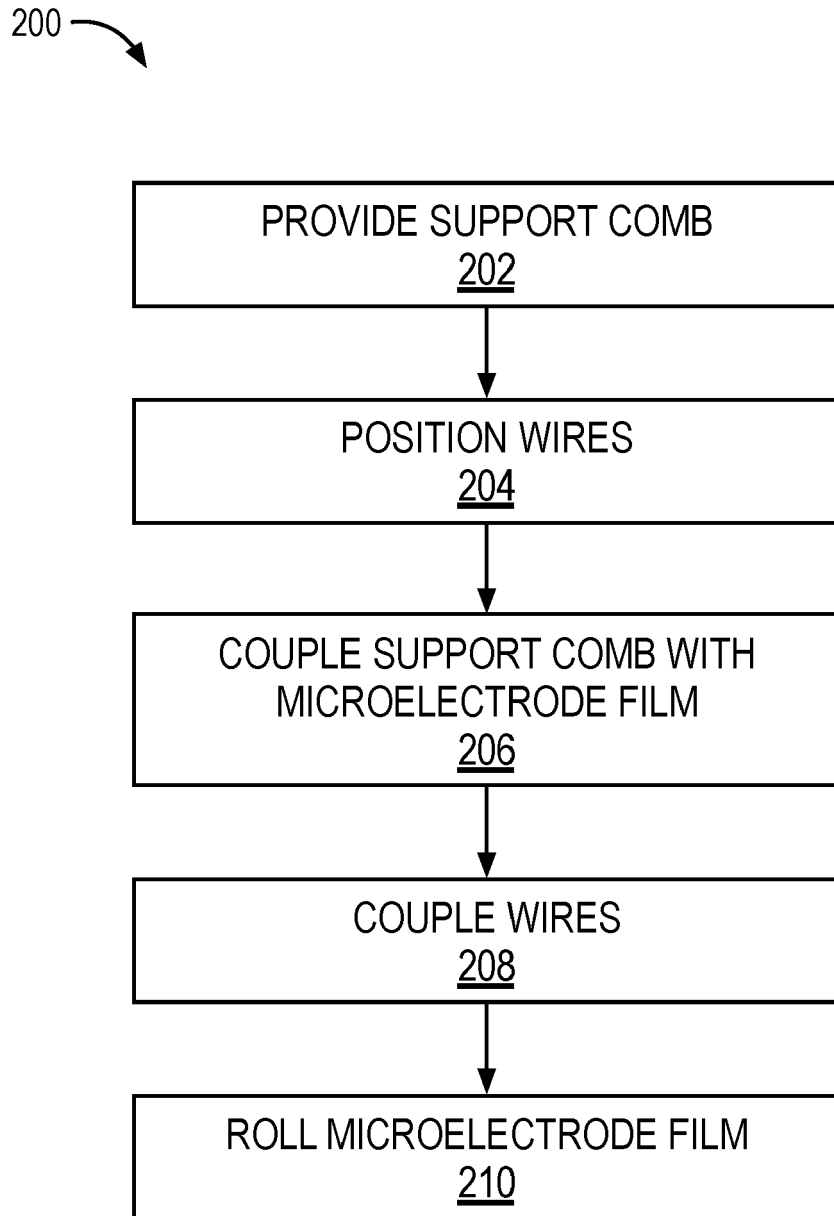 200
PROVIDE SUPPORT COMB
202
POSITION WIRES
204
COUPLE SUPPORT COMB WITH
MICROELECTRODE FILM
206
COUPLE WIRES
208
ROLL MICROELECTRODE FILM
210